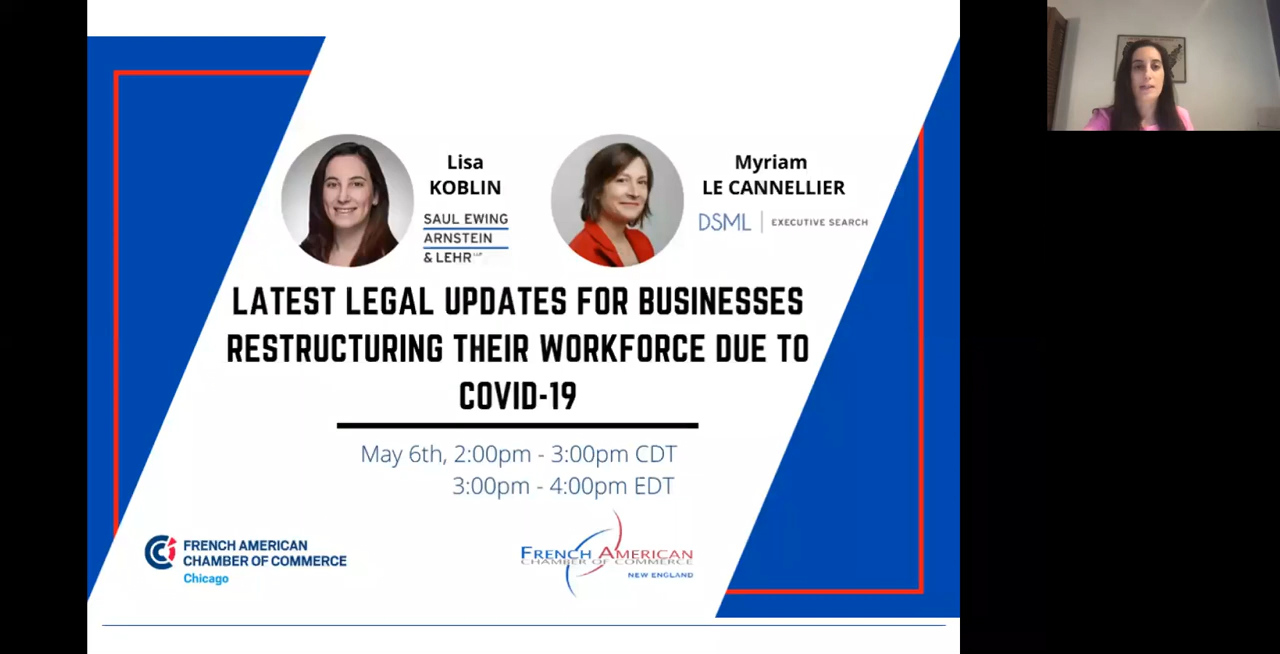 Lisa
KOBLIN
SAUL EWING
ARNSTEIN
& LEHR LLP
Myriam
LE CANNELLIER
DSML | EXECUTIVE SEARCH
LATEST LEGAL UPDATES FOR BUSINESSES
RESTRUCTURING THEIR WORKFORCE DUE TO
COVID-19
May 6th, 2:00pm - 3:00pm CDT
3:00pm - 4:00pm EDT
FRENCH AMERICAN
CHAMBER OF COMMERCE
Chicago
FRENCH AMERICAN
CHAMBER OF COMMERCE
NEW ENGLAND